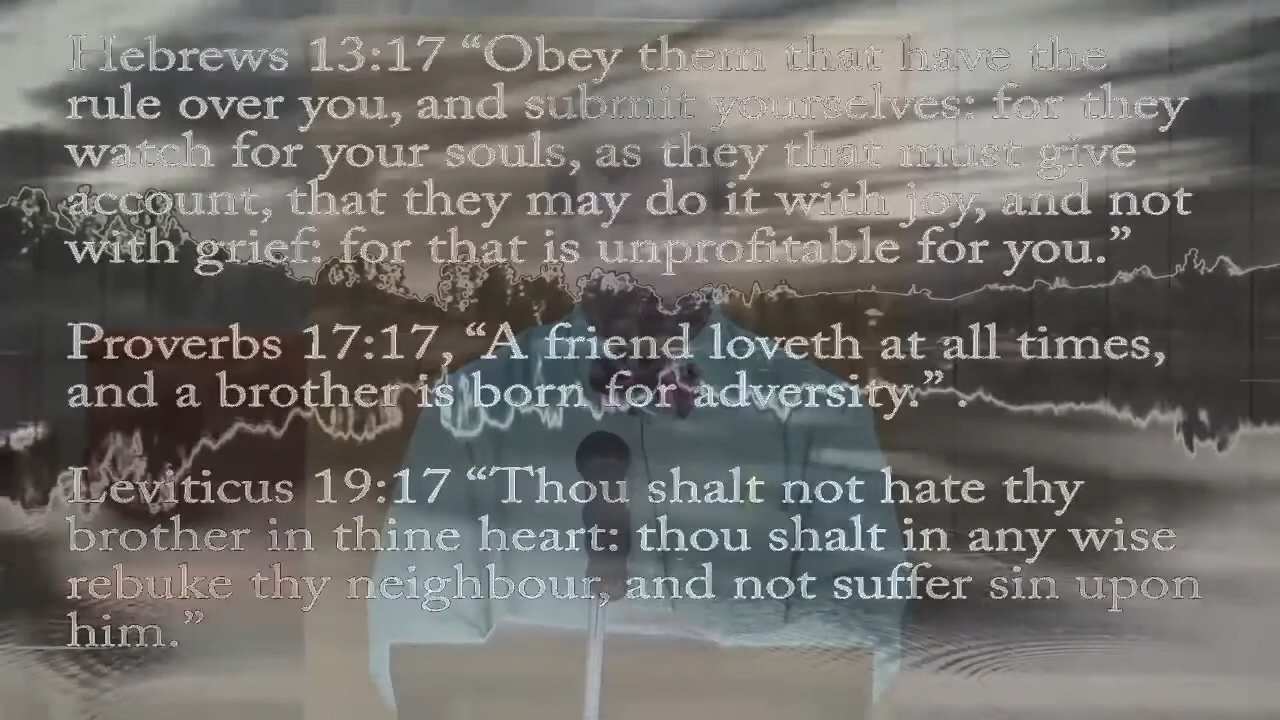 Hebrews 13:17 “Obey them that have the
rule over you, and submit yourselves: for they
watch for your souls, as they that must give
account, that they may do it with joy, and not
with grief: for that is unprofitable for you.”
Proverbs 17:17, “A friend loveth at all times,
and a brother is born for adversity.” .
Leviticus 19:17 “Thou shalt not hate thy
brother in thine heart: thou shalt in any wise
rebuke thy neighbour, and not suffer sin upon
him.”